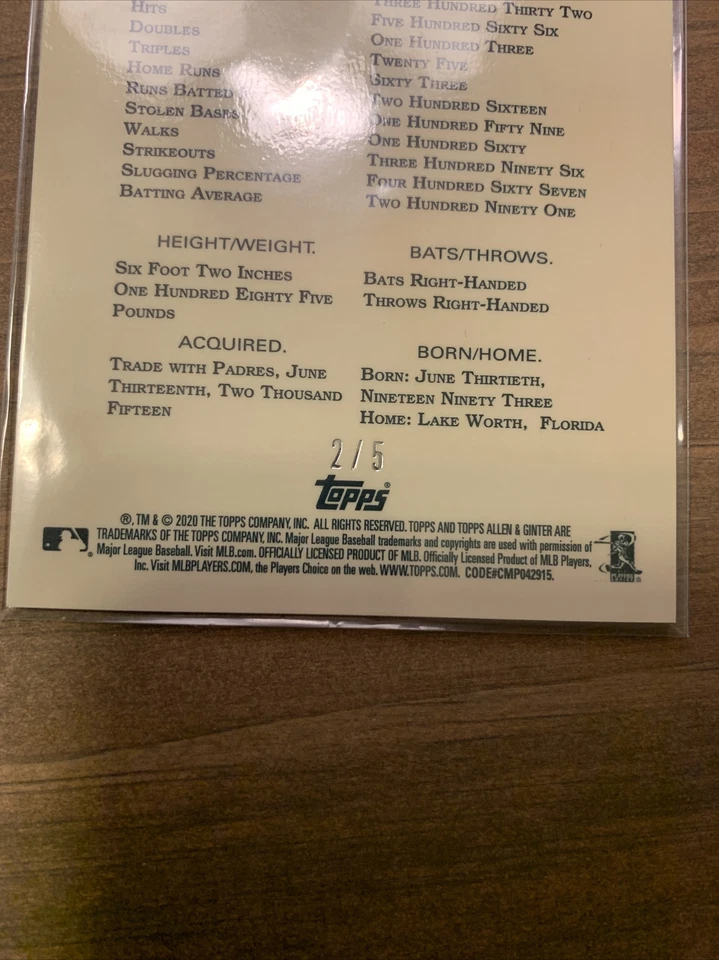 Hits
Three Hundred Thirty Two
Doubles
Five Hundred Sixty Six
Triples
One Hundred Three
Home Runs
Twenty Five
Runs Batted
Sixty Three
Stolen Bases
Two Hundred Sixteen
Walks
One Hundred Fifty Nine
Strikeouts
One Hundred Sixty
Slugging Percentage
Three Hundred Ninety Six
Batting Average
Four Hundred Sixty Seven
Two Hundred Ninety One
HEIGHT/WEIGHT.
Six Foot Two Inches
One Hundred Eighty Five
Pounds
BATS/THROWS.
Bats Right-Handed
Throws Right-Handed
ACQUIRED.
Trade with Padres, June
Thirteenth, Two Thousand
Fifteen
BORN/HOME.
Born: June Thirtieth,
Nineteen Ninety Three
Home: Lake Worth, Florida
2/5
topps®
®, TM & © 2020 THE TOPPS COMPANY, INC. ALL RIGHTS RESERVED. TOPPS AND TOPPS ALLEN & GINTER ARE
TRADEMARKS OF THE TOPPS COMPANY, INC. Major League Baseball trademarks and copyrights are used with permission of
Major League Baseball. Visit MLB.com. OFFICIALLY LICENSED PRODUCT OF MLB. Officially Licensed Product of MLB Players,
Inc. Visit MLBPLAYERS.COM, the Players Choice on the web. WWW.TOPPS.COM. CODE#CMP042915.